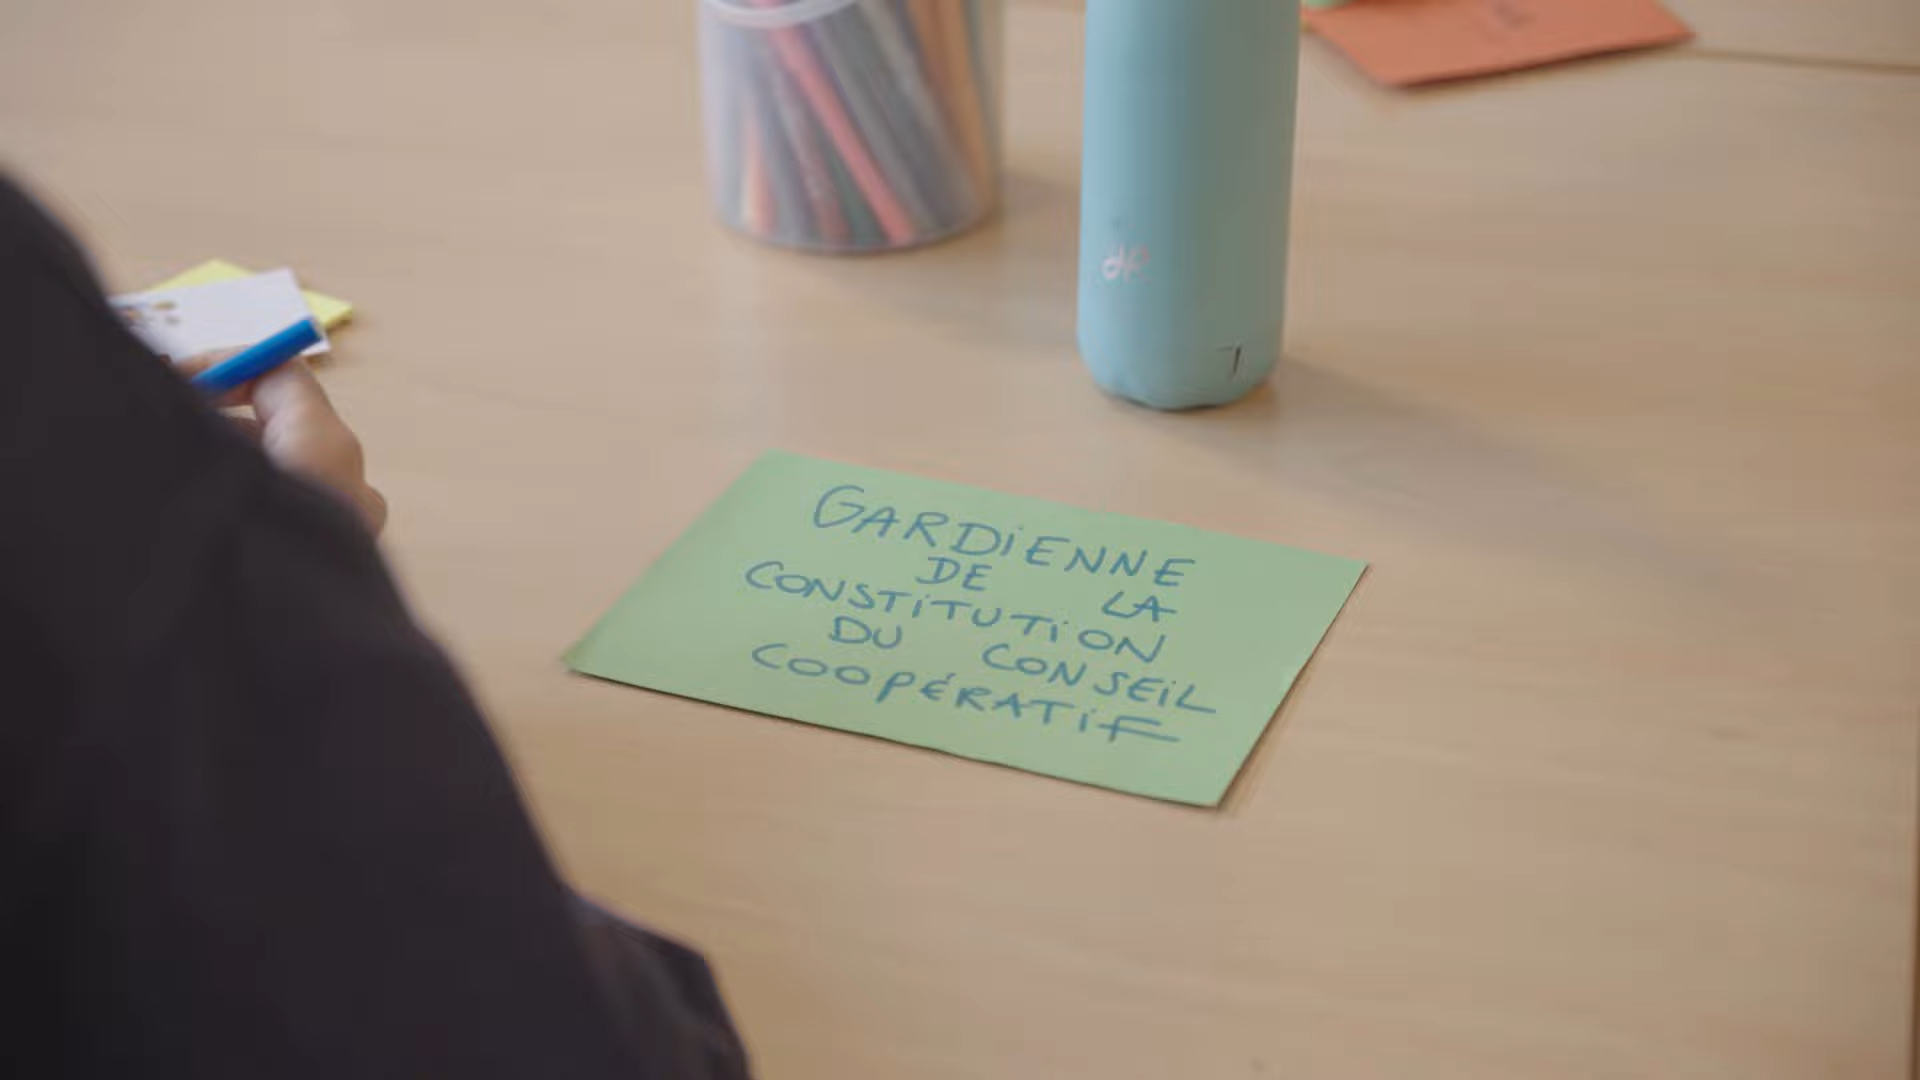 GARDiENNE
DE LA
CONSTiTUTiON
DU CONSEiL
COOPÉRATiF